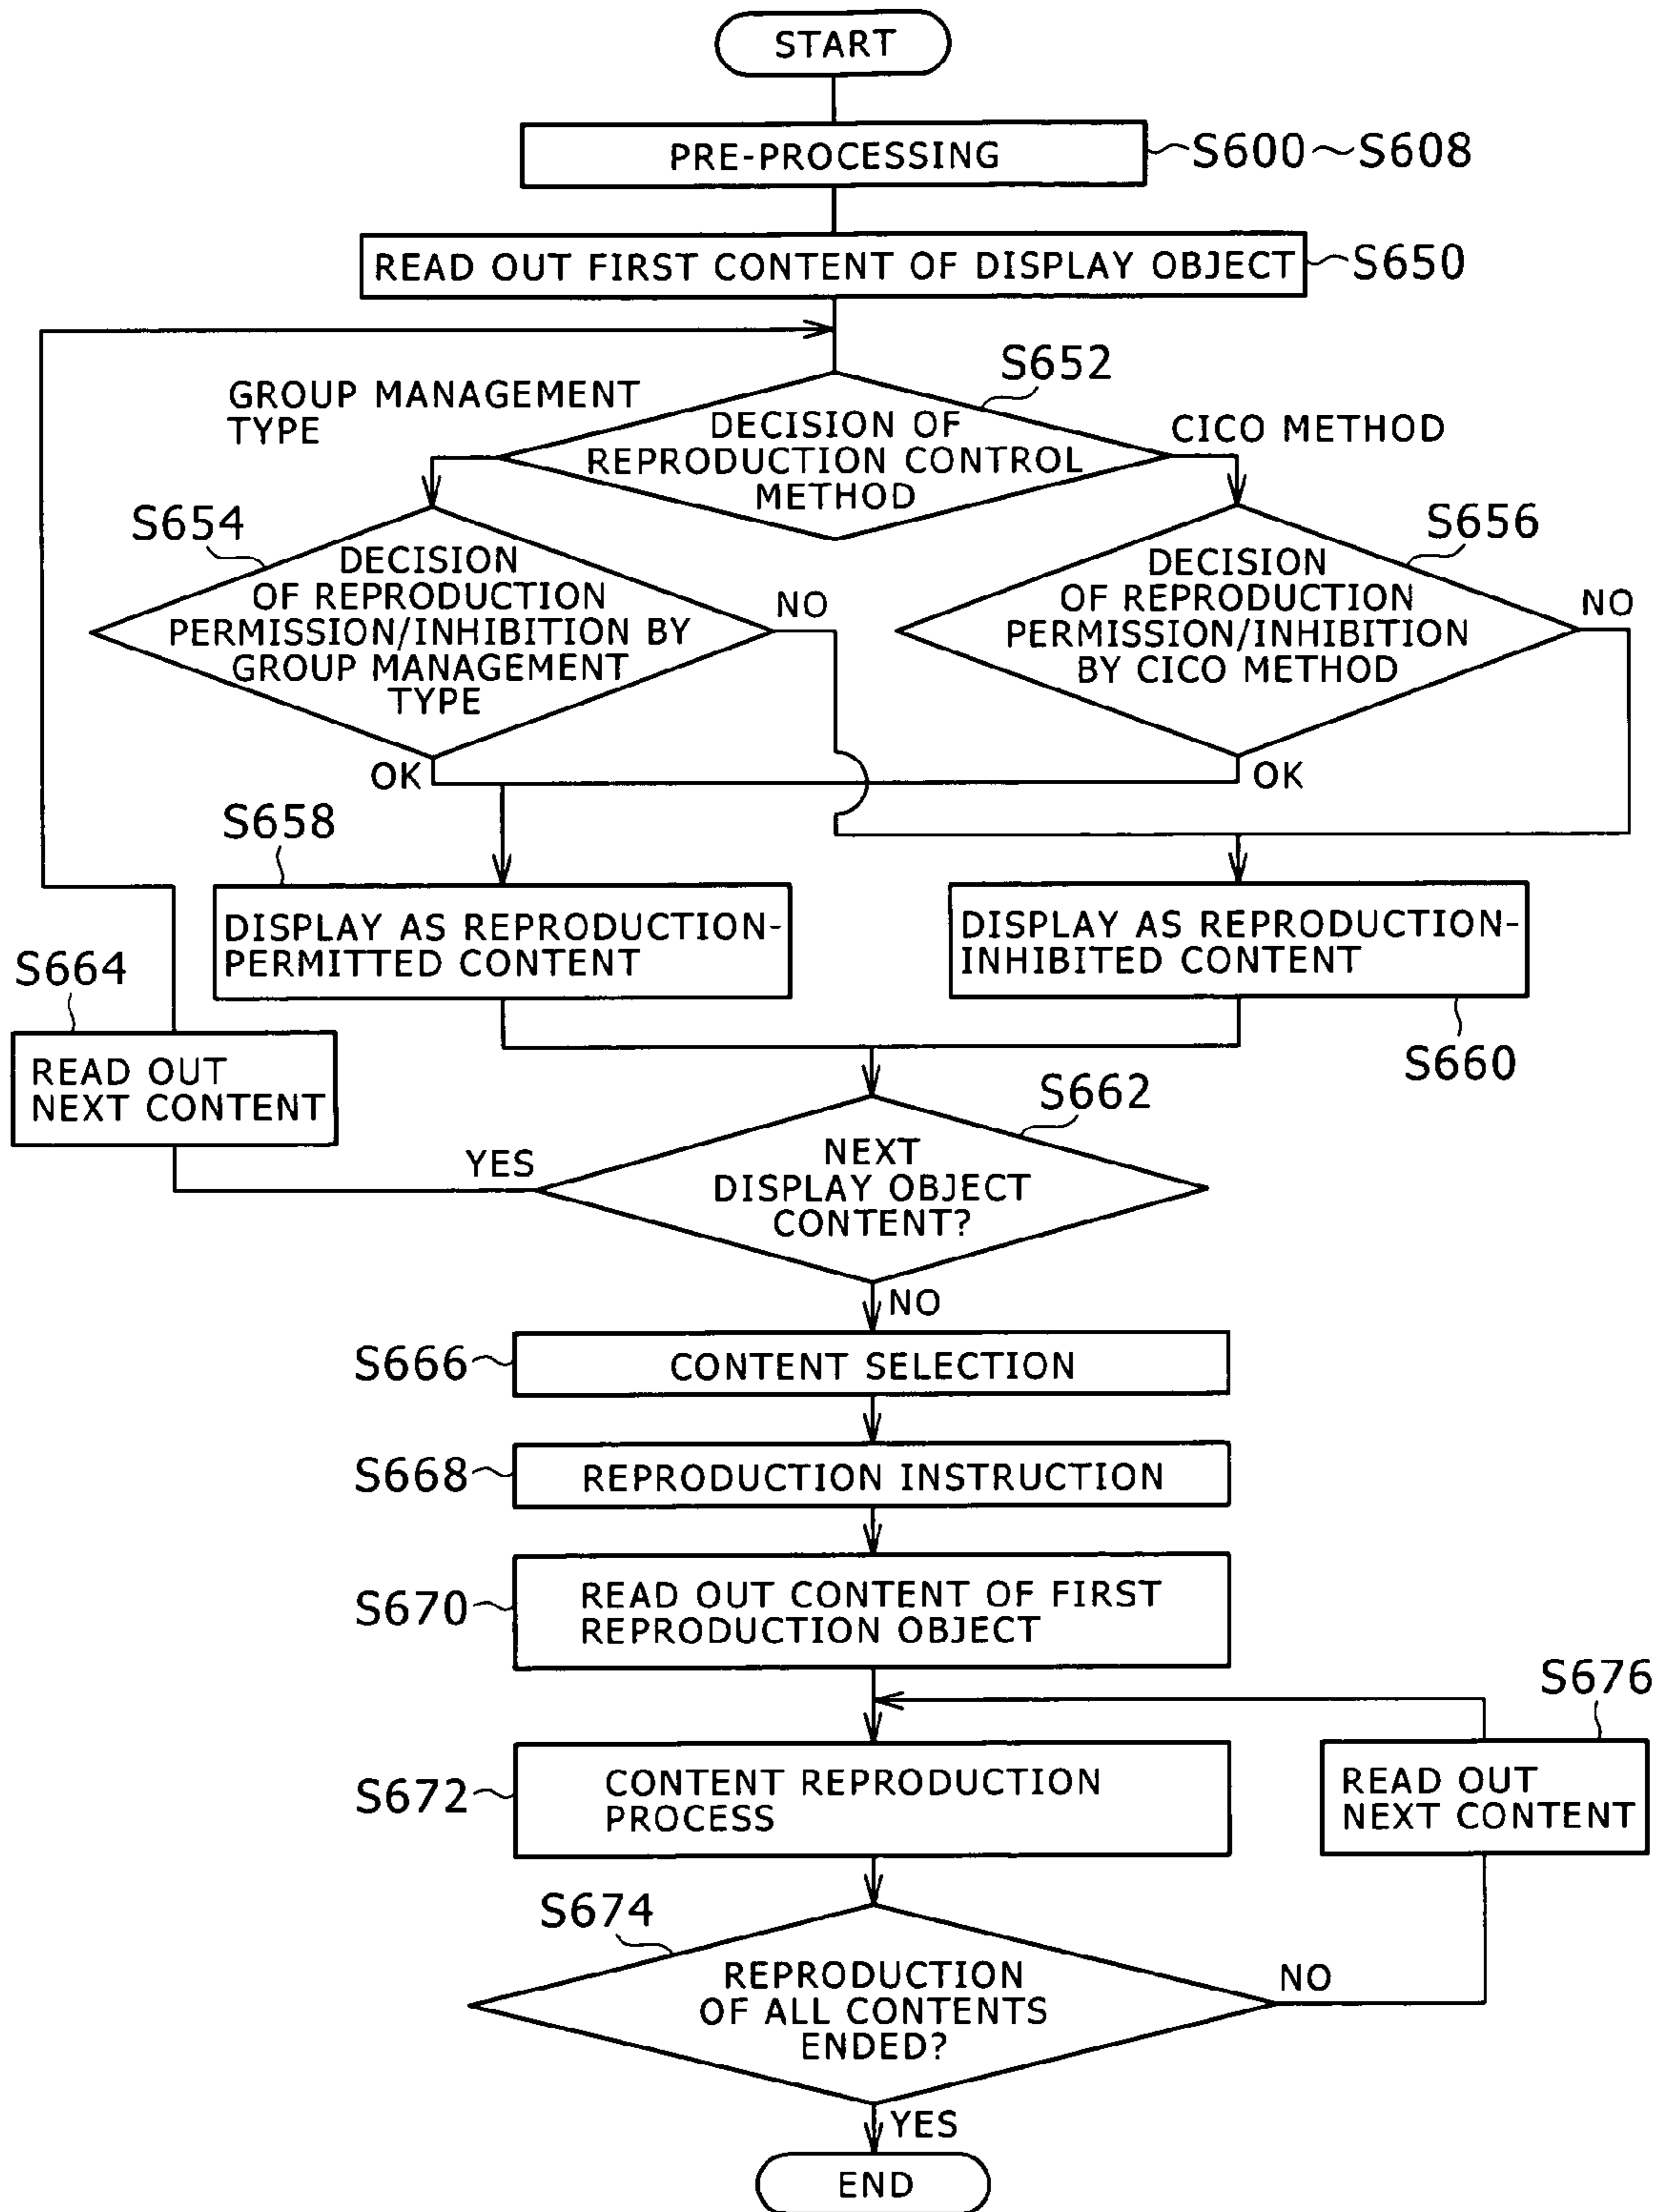 START
PRE-PROCESSING
S600~S608
READ OUT FIRST CONTENT OF DISPLAY OBJECT
S650
S652
GROUP MANAGEMENT
TYPE
DECISION OF
REPRODUCTION CONTROL
METHOD
CICO METHOD
S654
DECISION
OF REPRODUCTION
PERMISSION/INHIBITION BY
GROUP MANAGEMENT
TYPE
NO
OK
S656
DECISION
OF REPRODUCTION
PERMISSION/INHIBITION
BY CICO METHOD
NO
OK
S658
DISPLAY AS REPRODUCTION-
PERMITTED CONTENT
DISPLAY AS REPRODUCTION-
INHIBITED CONTENT
S660
S664
READ OUT
NEXT CONTENT
S662
YES
NEXT
DISPLAY OBJECT
CONTENT?
NO
S666
CONTENT SELECTION
S668
REPRODUCTION INSTRUCTION
S670
READ OUT CONTENT OF FIRST
REPRODUCTION OBJECT
S676
READ OUT
NEXT CONTENT
S672
CONTENT REPRODUCTION
PROCESS
S674
REPRODUCTION
OF ALL CONTENTS
ENDED?
NO
YES
END